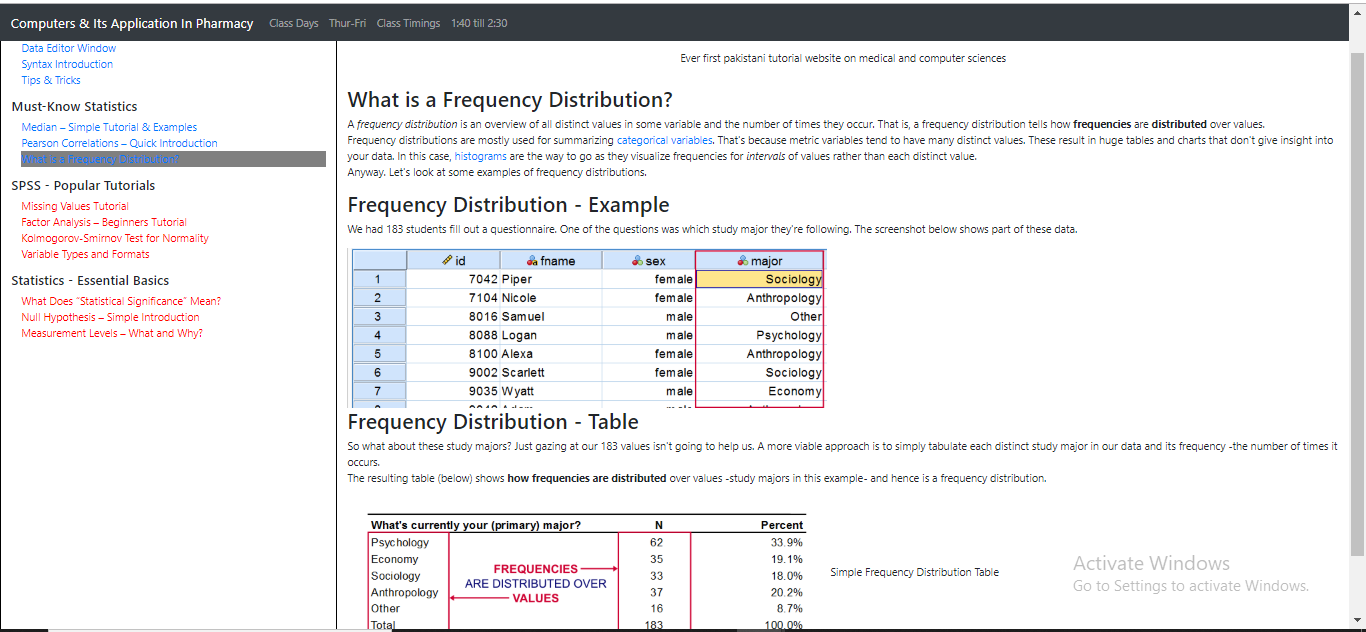 Computers & Its Application In Pharmacy Class Days Thur-Fri Class Timings 1:40 till 2:30
Data Editor Window
Syntax Introduction
Tips & Tricks
Must-Know Statistics
Median – Simple Tutorial & Examples
Pearson Correlations – Quick Introduction
What is a Frequency Distribution?
SPSS - Popular Tutorials
Missing Values Tutorial
Factor Analysis – Beginners Tutorial
Kolmogorov-Smirnov Test for Normality
Variable Types and Formats
Statistics - Essential Basics
What Does “Statistical Significance” Mean?
Null Hypothesis – Simple Introduction
Measurement Levels – What and Why?
Ever first pakistani tutorial website on medical and computer sciences
What is a Frequency Distribution?
A frequency distribution is an overview of all distinct values in some variable and the number of times they occur. That is, a frequency distribution tells how frequencies are distributed over values.
Frequency distributions are mostly used for summarizing categorical variables. That's because metric variables tend to have many distinct values. These result in huge tables and charts that don't give insight into
your data. In this case, histograms are the way to go as they visualize frequencies for intervals of values rather than each distinct value.
Anyway. Let's look at some examples of frequency distributions.
Frequency Distribution - Example
We had 183 students fill out a questionnaire. One of the questions was which study major they're following. The screenshot below shows part of these data.
id fname sex major
1 7042 Piper female Sociology
2 7104 Nicole female Anthropology
3 8016 Samuel male Other
4 8088 Logan male Psychology
5 8100 Alexa female Anthropology
6 9002 Scarlett female Sociology
7 9035 Wyatt male Economy
Frequency Distribution - Table
So what about these study majors? Just gazing at our 183 values isn't going to help us. A more viable approach is to simply tabulate each distinct study major in our data and its frequency -the number of times it
occurs.
The resulting table (below) shows how frequencies are distributed over values -study majors in this example- and hence is a frequency distribution.
What's currently your (primary) major? N Percent
Psychology 62 33.9%
Economy 35 19.1%
Sociology 33 18.0%
Anthropology 37 20.2%
Other 16 8.7%
Total 183 100.0%
FREQUENCIES
ARE DISTRIBUTED OVER
VALUES
Simple Frequency Distribution Table
Activate Windows
Go to Settings to activate Windows.